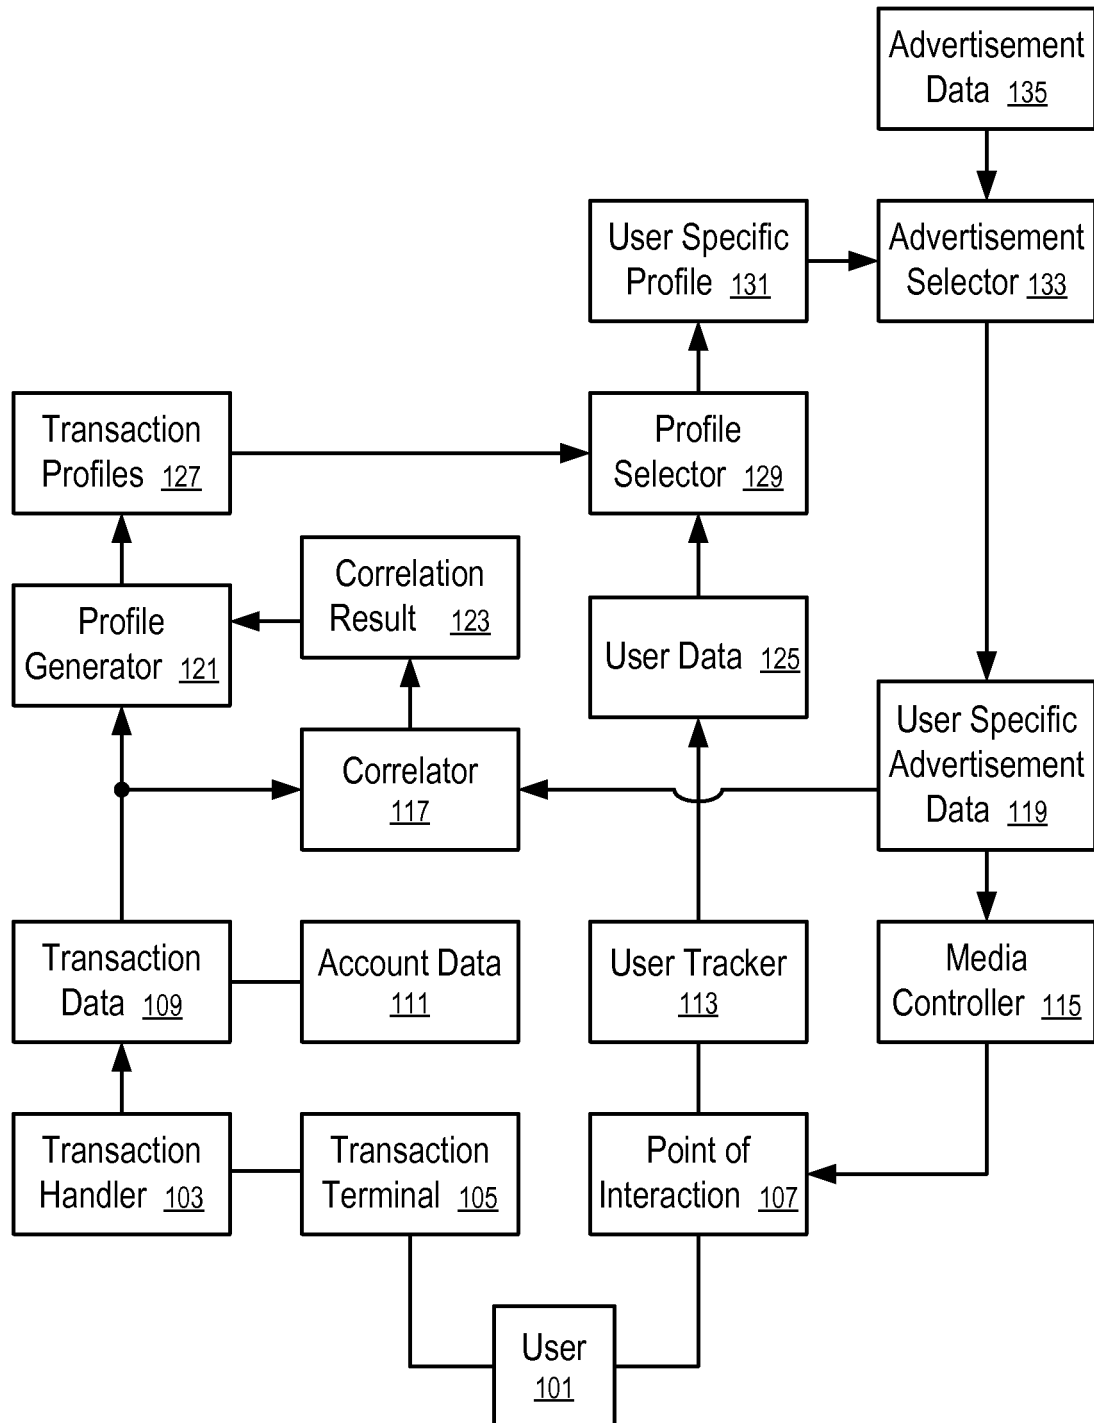 Advertisement
Data 135
User Specific
Profile 131
Advertisement
Selector 133
Transaction
Profiles 127
Profile
Selector 129
Profile
Generator 121
Correlation
Result 123
User Data 125
Correlator
117
User Specific
Advertisement
Data 119
Transaction
Data 109
Account Data
111
User Tracker
113
Media
Controller 115
Transaction
Handler 103
Transaction
Terminal 105
Point of
Interaction 107
User
101